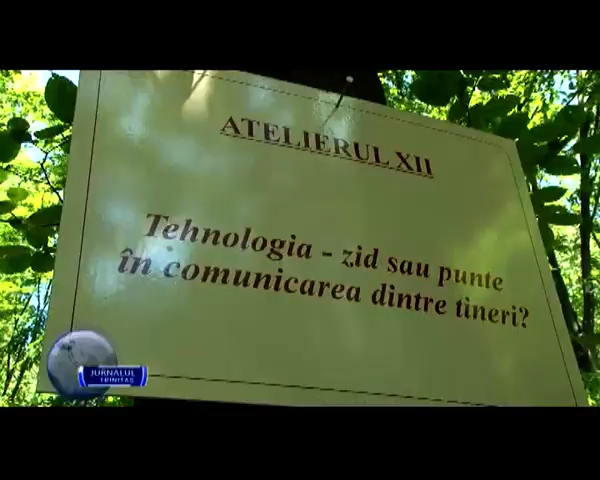 ATELIERUL XII
Tehnologia - zid sau punte
în comunicarea dintre tineri?
JURNALUL
TRINITAS